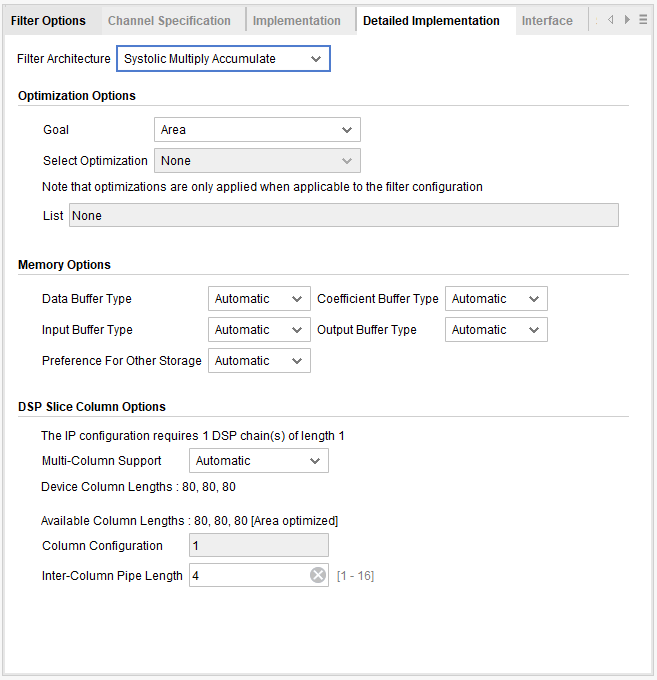 Filter Options Channel Specification Implementation Detailed Implementation Interface
Filter Architecture Systolic Multiply Accumulate
Optimization Options
Goal Area
Select Optimization None
Note that optimizations are only applied when applicable to the filter configuration
List None
Memory Options
Data Buffer Type Automatic Coefficient Buffer Type Automatic
Input Buffer Type Automatic Output Buffer Type Automatic
Preference For Other Storage Automatic
DSP Slice Column Options
The IP configuration requires 1 DSP chain(s) of length 1
Multi-Column Support Automatic
Device Column Lengths : 80, 80, 80
Available Column Lengths : 80, 80, 80 [Area optimized]
Column Configuration 1
Inter-Column Pipe Length 4 [1 - 16]